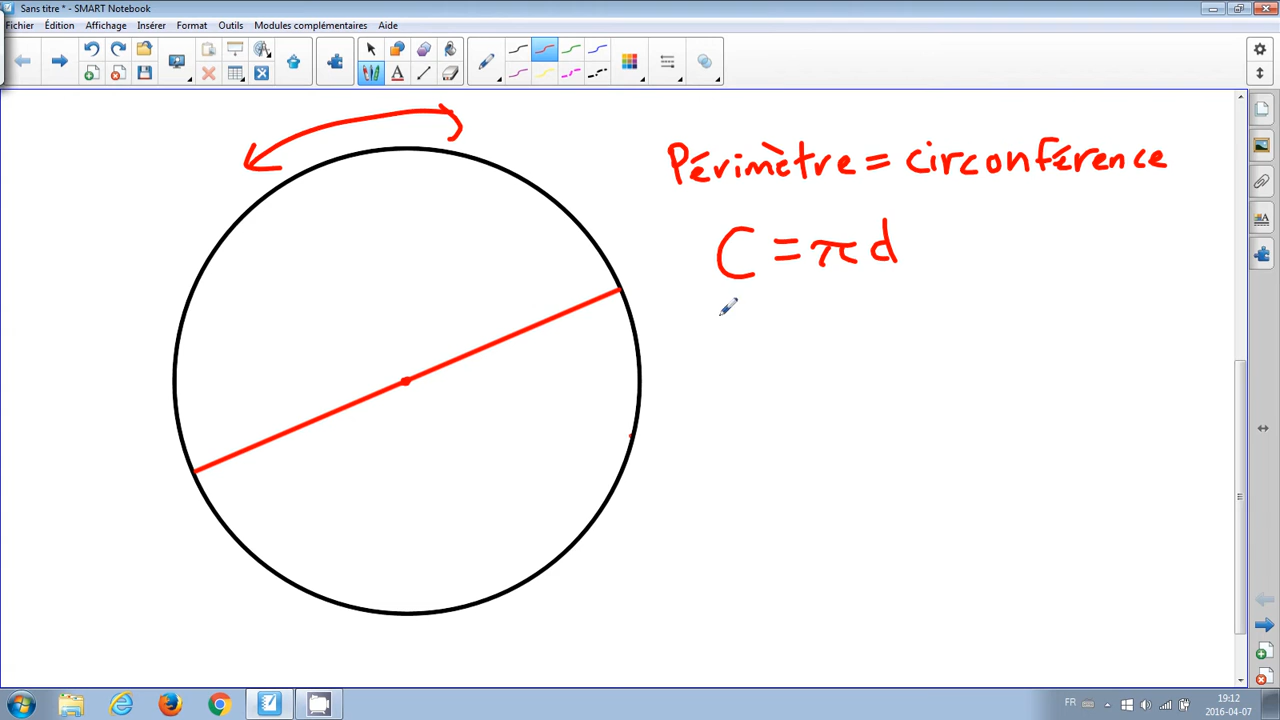 Sans titre * - SMART Notebook
Fichier Édition Affichage Insérer Format Outils Modules complémentaires Aide
Périmètre = circonférence
C = π d
FR
19:12
2016-04-07